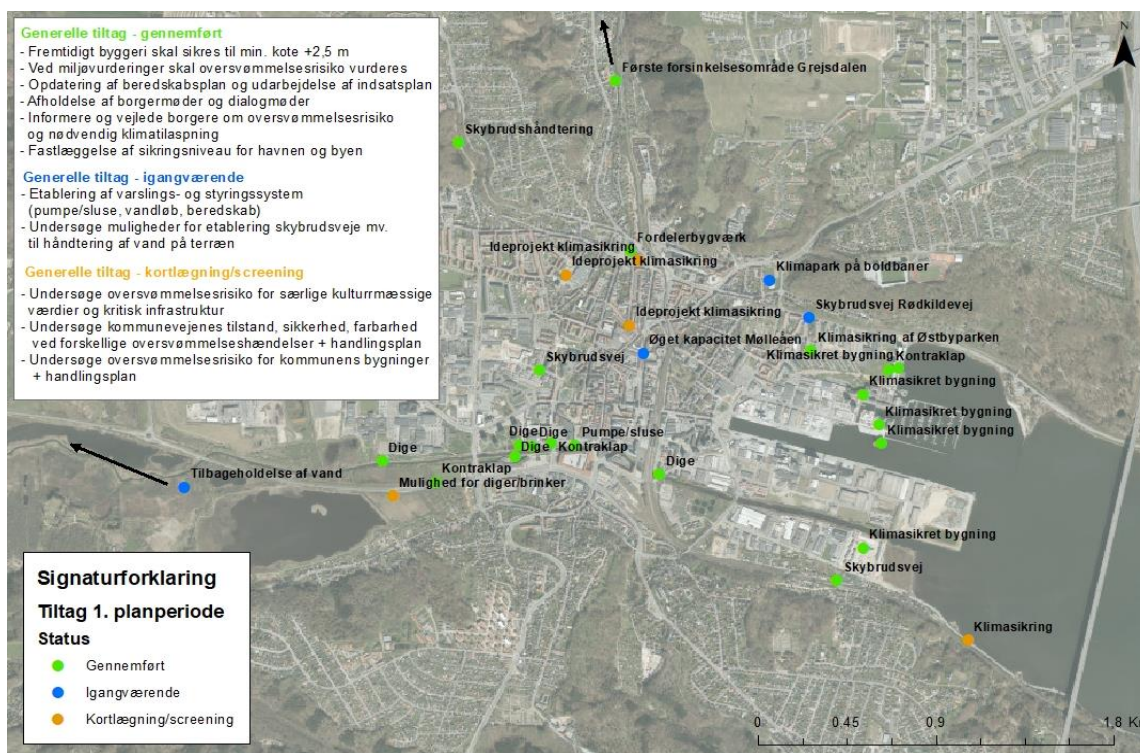 Generelle tiltag - gennemført
- Fremtidigt byggeri skal sikres til min. kote +2,5 m
- Ved miljøvurderinger skal oversvømmelsesrisiko vurderes
- Opdatering af beredskabsplan og udarbejdelse af indsatsplan
- Afholdelse af borgermøder og dialogmøder
- Informere og vejlede borgere om oversvømmelsesrisiko
og nødvendig klimatilaspning
- Fastlæggelse af sikringsniveau for havnen og byen
Generelle tiltag - igangværende
- Etablering af varslings- og styringssystem
(pumpe/sluse, vandløb, beredskab)
- Undersøge muligheder for etablering skybrudsveje mv.
til håndtering af vand på terræn
Generelle tiltag - kortlægning/screening
- Undersøge oversvømmelsesrisiko for særlige kulturrmæssige
værdier og kritisk infrastruktur
- Undersøge kommunevejenes tilstand, sikkerhed, farbarhed
ved forskellige oversvømmelseshændelser + handlingsplan
- Undersøge oversvømmelsesrisiko for kommunens bygninger
+ handlingsplan
N
Første forsinkelsesområde Grejsdalen
Skybrudshåndtering
Fordelerbygværk
Ideprojekt klimasikring
Ideprojekt klimasikring
Klimapark på boldbaner
Ideprojekt klimasikring
Skybrudsvej Rødkildevej
Øget kapacitet Mølleåen
Klimasikring af Østbyparken
Klimasikret bygning
Kontraklap
Skybrudsvej
Klimasikret bygning
Klimasikret bygning
Klimasikret bygning
Dige
Dige
Pumpe/sluse
Dige
Kontraklap
Dige
Dige
Kontraklap
Tilbageholdelse af vand
Mulighed for diger/brinker
Klimasikret bygning
Skybrudsvej
Klimasikring
Signaturforklaring
Tiltag 1. planperiode
Status
Gennemført
Igangværende
Kortlægning/screening
0 0.45 0.9 1.8